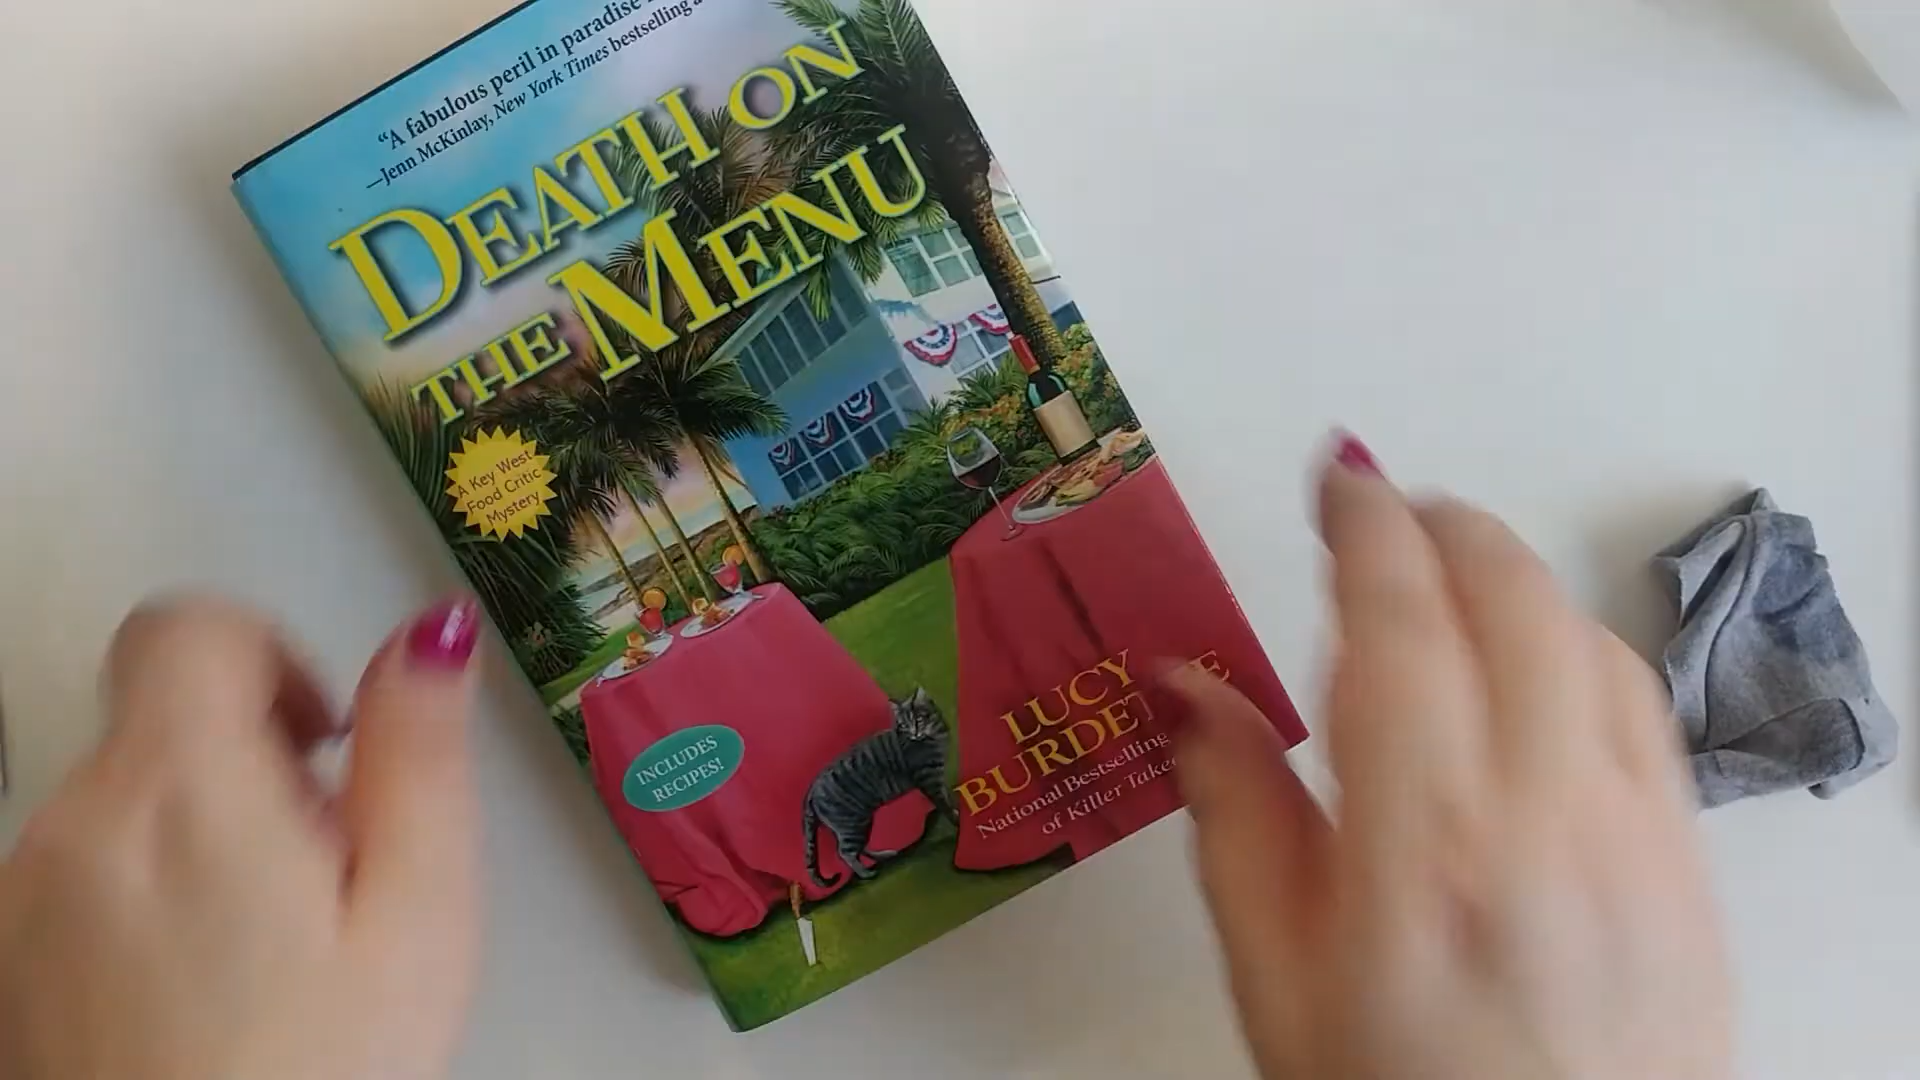 "A fabulous peril in paradise
—Jenn McKinlay, New York Times bestselling a
DEATH ON
THE MENU
A Key West
Food Critic
Mystery
INCLUDES
RECIPES!
LUCY
BURDETTE
National Bestselling
of Killer Take